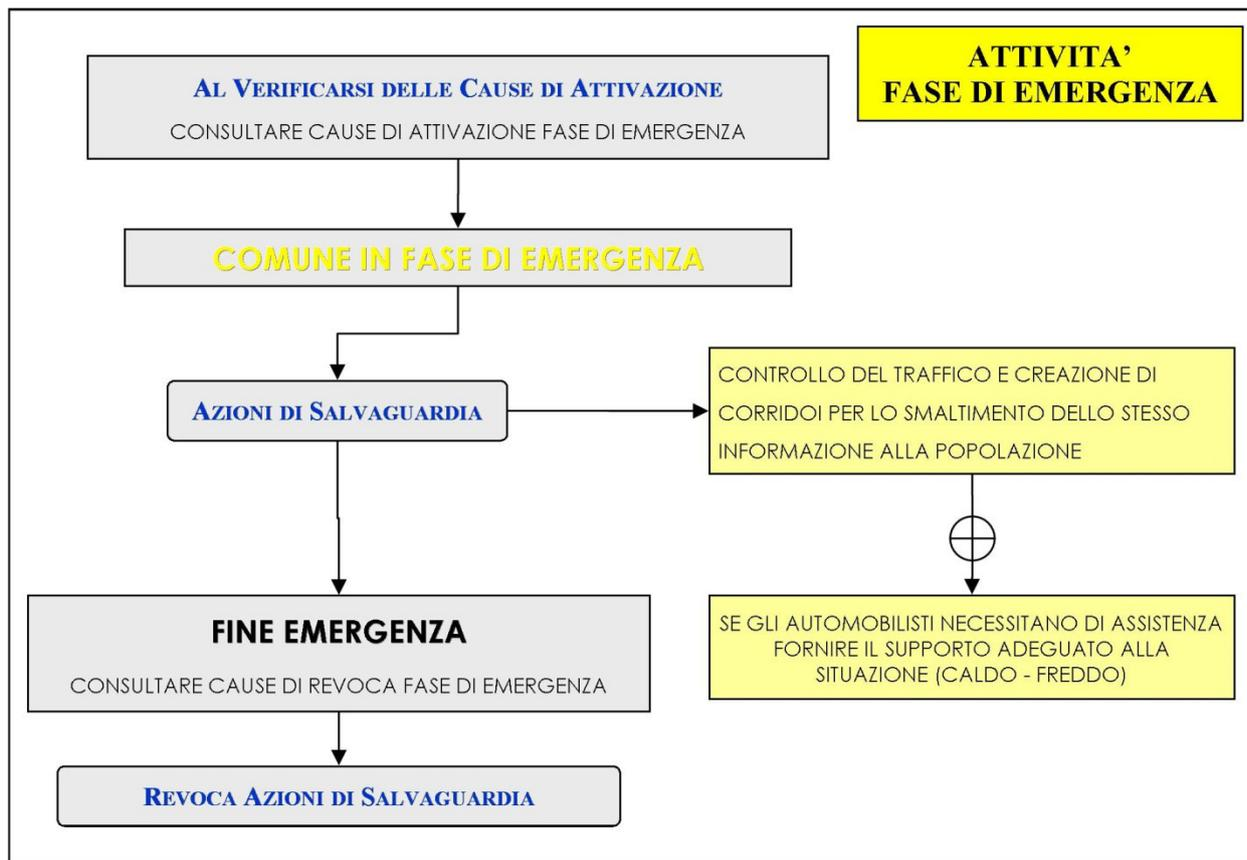 ATTIVITA'
FASE DI EMERGENZA
AL VERIFICARSI DELLE CAUSE DI ATTIVAZIONE
CONSULTARE CAUSE DI ATTIVAZIONE FASE DI EMERGENZA
COMUNE IN FASE DI EMERGENZA
AZIONI DI SALVAGUARDIA
CONTROLLO DEL TRAFFICO E CREAZIONE DI
CORRIDOI PER LO SMALTIMENTO DELLO STESSO
INFORMAZIONE ALLA POPOLAZIONE
SE GLI AUTOMOBILISTI NECESSITANO DI ASSISTENZA
FORNIRE IL SUPPORTO ADEGUATO ALLA
SITUAZIONE (CALDO - FREDDO)
FINE EMERGENZA
CONSULTARE CAUSE DI REVOCA FASE DI EMERGENZA
REVOCA AZIONI DI SALVAGUARDIA